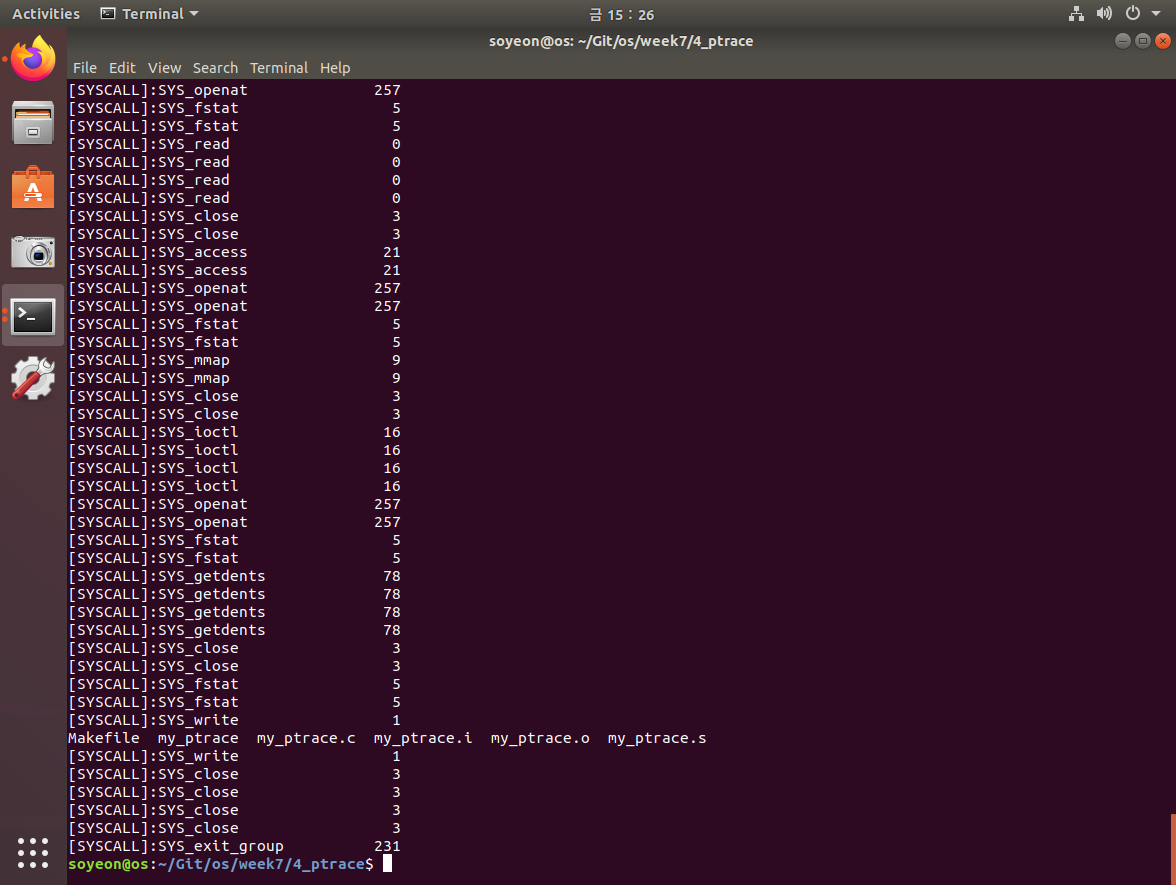 Activities Terminal 금 15 : 26
soyeon@os: ~/Git/os/week7/4_ptrace
File Edit View Search Terminal Help
[SYSCALL]:SYS_openat 257
[SYSCALL]:SYS_fstat 5
[SYSCALL]:SYS_fstat 5
[SYSCALL]:SYS_read 0
[SYSCALL]:SYS_read 0
[SYSCALL]:SYS_read 0
[SYSCALL]:SYS_read 0
[SYSCALL]:SYS_close 3
[SYSCALL]:SYS_close 3
[SYSCALL]:SYS_access 21
[SYSCALL]:SYS_access 21
[SYSCALL]:SYS_openat 257
[SYSCALL]:SYS_openat 257
[SYSCALL]:SYS_fstat 5
[SYSCALL]:SYS_fstat 5
[SYSCALL]:SYS_mmap 9
[SYSCALL]:SYS_mmap 9
[SYSCALL]:SYS_close 3
[SYSCALL]:SYS_close 3
[SYSCALL]:SYS_ioctl 16
[SYSCALL]:SYS_ioctl 16
[SYSCALL]:SYS_ioctl 16
[SYSCALL]:SYS_ioctl 16
[SYSCALL]:SYS_openat 257
[SYSCALL]:SYS_openat 257
[SYSCALL]:SYS_fstat 5
[SYSCALL]:SYS_fstat 5
[SYSCALL]:SYS_getdents 78
[SYSCALL]:SYS_getdents 78
[SYSCALL]:SYS_getdents 78
[SYSCALL]:SYS_getdents 78
[SYSCALL]:SYS_close 3
[SYSCALL]:SYS_close 3
[SYSCALL]:SYS_fstat 5
[SYSCALL]:SYS_fstat 5
[SYSCALL]:SYS_write 1
Makefile my_ptrace my_ptrace.c my_ptrace.i my_ptrace.o my_ptrace.s
[SYSCALL]:SYS_write 1
[SYSCALL]:SYS_close 3
[SYSCALL]:SYS_close 3
[SYSCALL]:SYS_close 3
[SYSCALL]:SYS_close 3
[SYSCALL]:SYS_exit_group 231
soyeon@os:~/Git/os/week7/4_ptrace$